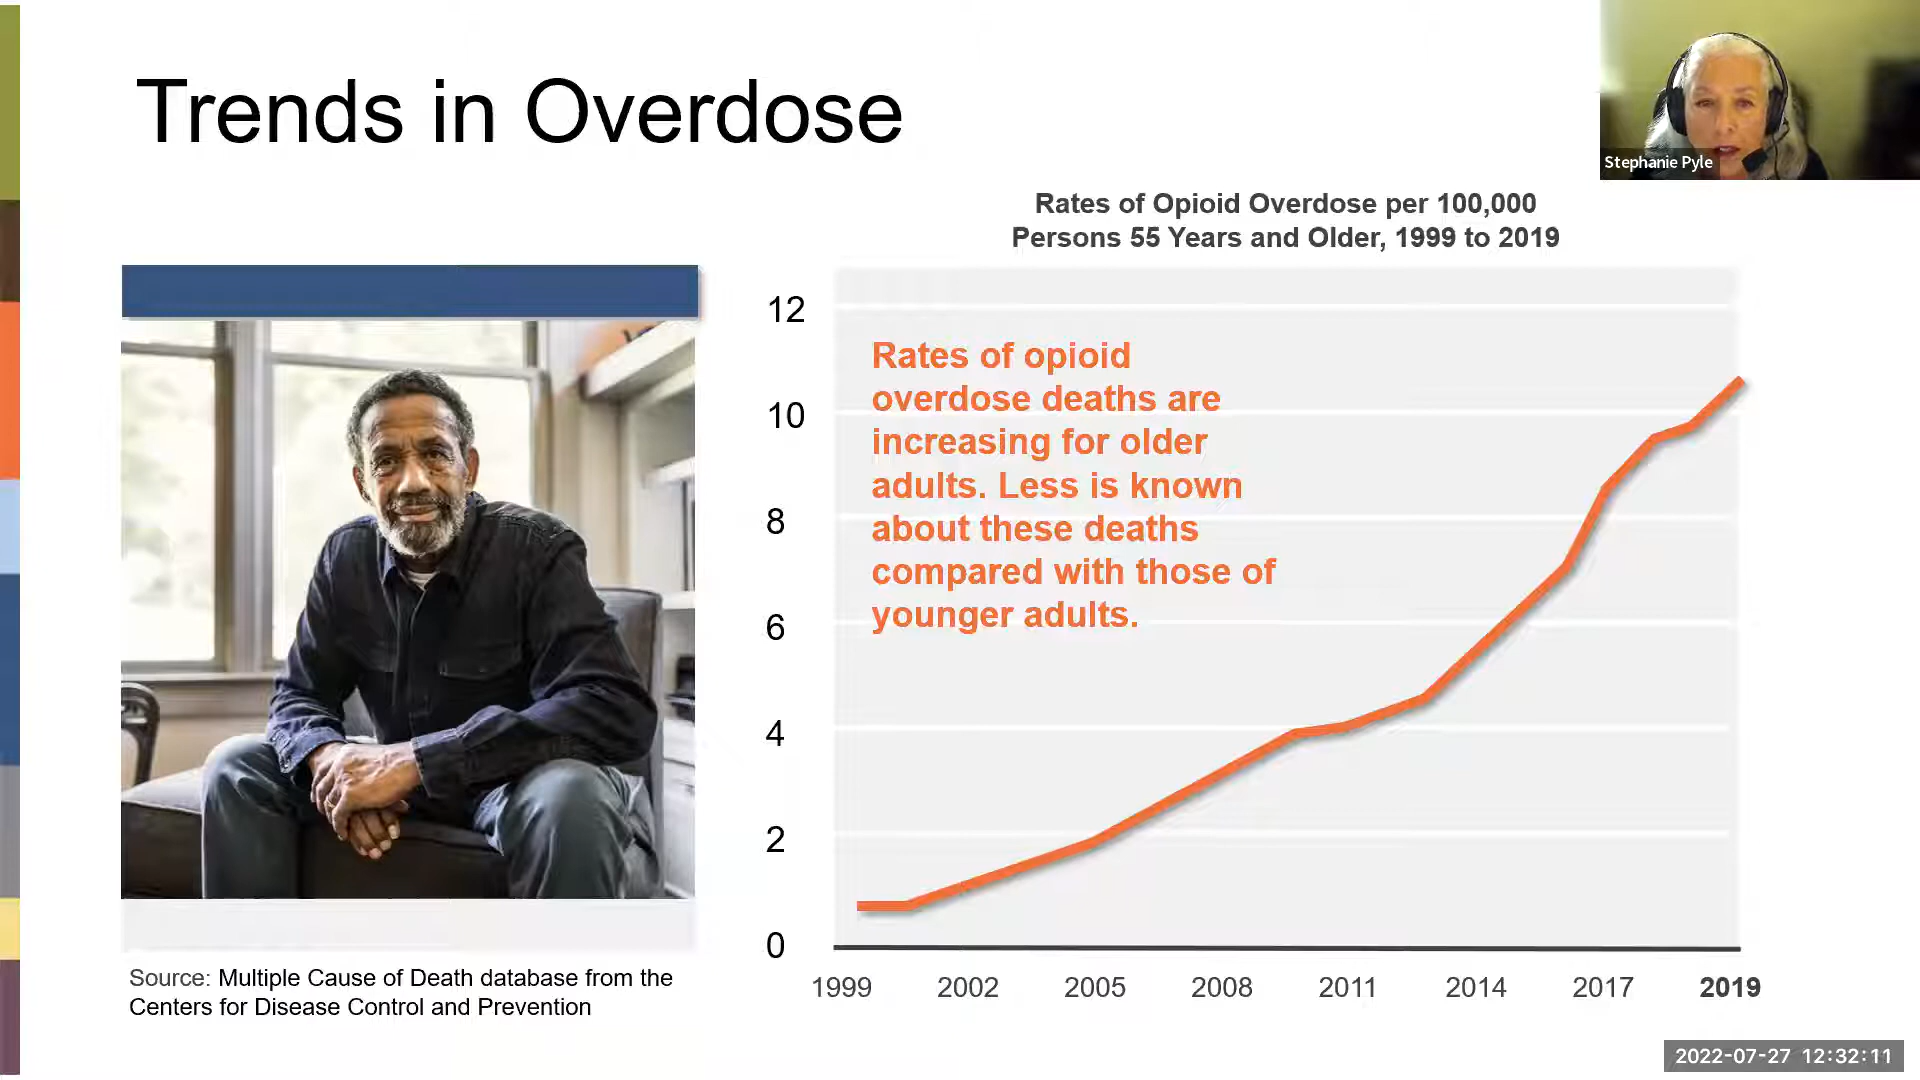 Trends in Overdose
Stephanie Pyle
Rates of Opioid Overdose per 100,000
Persons 55 Years and Older, 1999 to 2019
12
10
8
6
4
2
0
Rates of opioid
overdose deaths are
increasing for older
adults. Less is known
about these deaths
compared with those of
younger adults.
1999 2002 2005 2008 2011 2014 2017 2019
Source: Multiple Cause of Death database from the
Centers for Disease Control and Prevention
2022-07-27 12:32:11